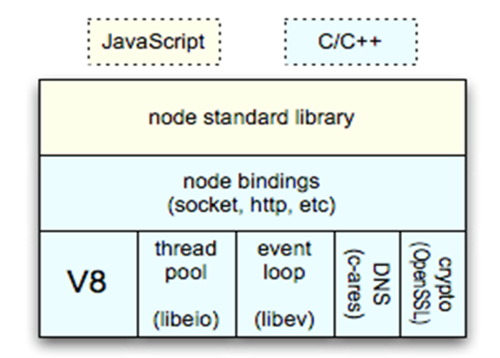 JavaScript
C/C++
node standard library
node bindings
(socket, http, etc)
V8
thread
pool
(libeio)
event
loop
(libev)
DNS
(c-ares)
crypto
(OpenSSL)